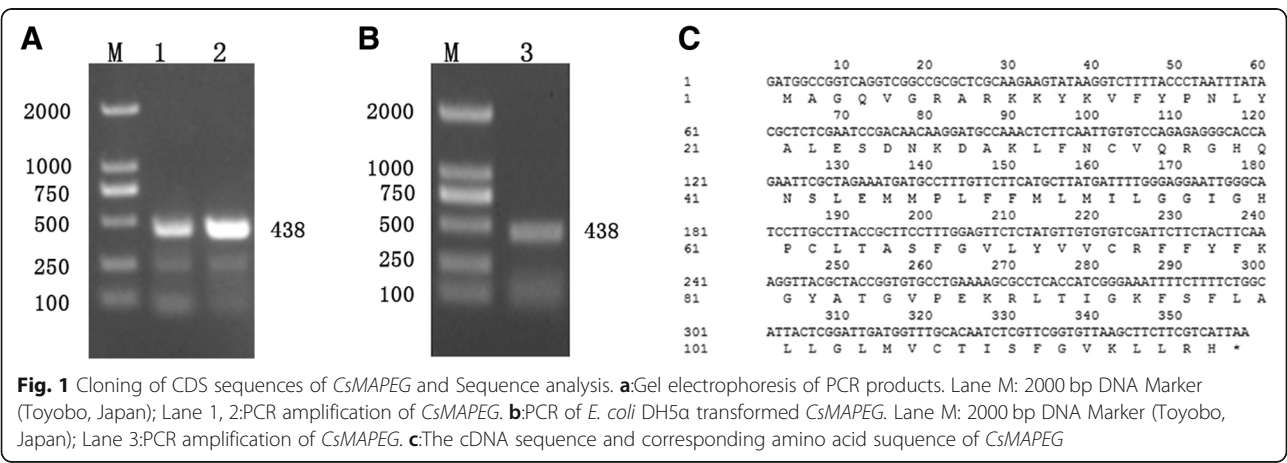 A
B
C
M 1 2
M 3
2000
1000
750
500
250
100
438
2000
1000
750
500
250
100
438
10 20 30 40 50 60
1 GATGGCCGGTCAGGTCGGCCGCGCTCGCAAGAAGTATAAGGTCTTTTACCCTAATTTATA
1 M A G Q V G R A R K K Y K V F Y P N L Y
70 80 90 100 110 120
61 CGCTCTCGAATCCGACAACAAGGATGCCAAACTCTTCAATTGTGTCCAGAGAGGGCACCA
21 A L E S D N K D A K L F N C V Q R G H Q
130 140 150 160 170 180
121 GAATTCGCTAGAAATGATGCCTTTGTTCTTCATGCTTATGATTTTGGGAGGAATTGGGCA
41 N S L E M M P L F F M L M I L G G I G H
190 200 210 220 230 240
181 TCCTTGCCTTACCGCTTCCTTTGGAGTTCTCTATGTTGTGTGTCGATTCTTCTACTTCAA
61 P C L T A S F G V L Y V V C R F F Y F K
250 260 270 280 290 300
241 AGGTTACGCTACCGGTGTGCCTGAAAAGCGCCTCACCATCGGGAAATTTTCTTTTCTGGC
81 G Y A T G V P E K R L T I G K F S F L A
310 320 330 340 350
301 ATTACTCGGATTGATGGTTTGCACAATCTCGTTCGGTGTTAAGCTTCTTCGTCATTAA
101 L L G L M V C T I S F G V K L L R H *
Fig. 1 Cloning of CDS sequences of CsMAPEG and Sequence analysis. a:Gel electrophoresis of PCR products. Lane M: 2000 bp DNA Marker
(Toyobo, Japan); Lane 1, 2:PCR amplification of CsMAPEG. b:PCR of E. coli DH5α transformed CsMAPEG. Lane M: 2000 bp DNA Marker (Toyobo,
Japan); Lane 3:PCR amplification of CsMAPEG. c:The cDNA sequence and corresponding amino acid suquence of CsMAPEG